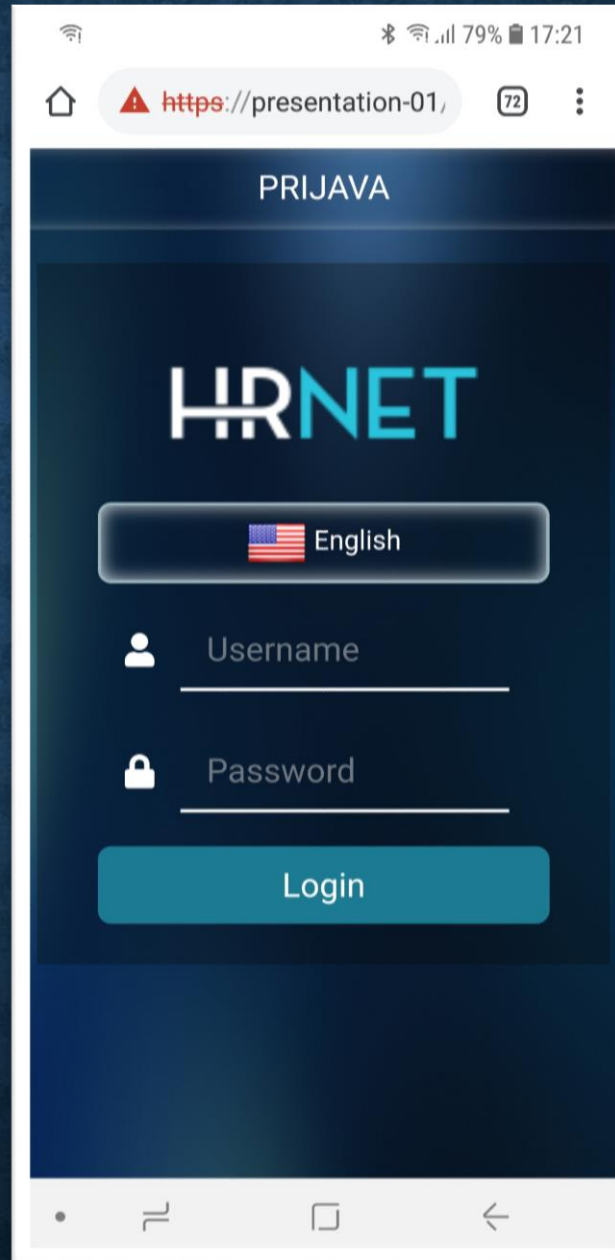 79% 17:21
https://presentation-01/ 72
PRIJAVA
HRNET
English
Username
Password
Login